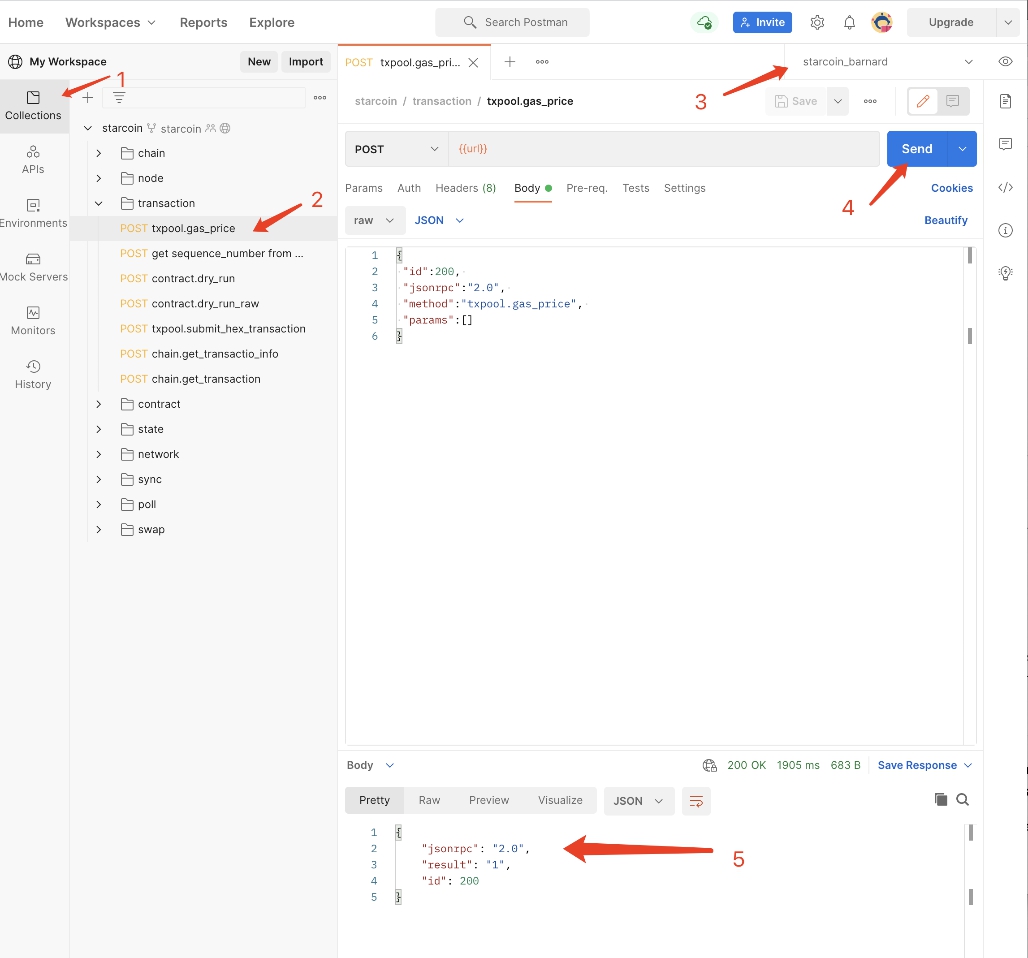 Home Workspaces Reports Explore Search Postman Invite Upgrade
My Workspace New Import POST txpool.gas_pri... starcoin_barnard
1
3
Collections
starcoin / transaction / txpool.gas_price Save
starcoin starcoin
APIs
Environments
Mock Servers
Monitors
History
chain
node
transaction
2
POST txpool.gas_price
POST get sequence_number from ...
POST contract.dry_run
POST contract.dry_run_raw
POST txpool.submit_hex_transaction
POST chain.get_transactio_info
POST chain.get_transaction
contract
state
network
sync
poll
swap
POST {{url}} Send
4
Params Auth Headers (8) Body Pre-req. Tests Settings Cookies
raw JSON Beautify
1 {
2 "id":200,
3 "jsonrpc":"2.0",
4 "method":"txpool.gas_price",
5 "params":[]
6 }
Body 200 OK 1905 ms 683 B Save Response
Pretty Raw Preview Visualize JSON
1 {
2 "jsonrpc": "2.0",
3 "result": "1",
4 "id": 200
5 }
5